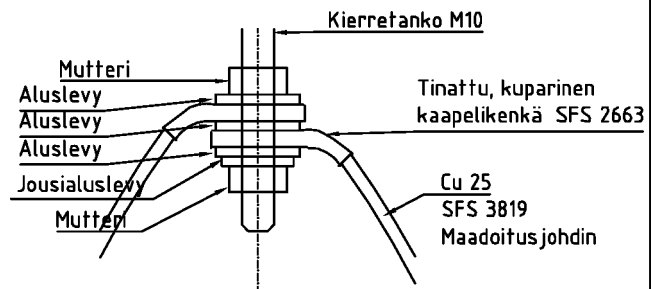 Kierretanko M10
Mutteri
Aluslevy
Aluslevy
Aluslevy
Jousialuslevy
Mutteri
Tinattu, kuparinen
kaapelikenkä SFS 2663
Cu 25
SFS 3819
Maadoitusjohdin